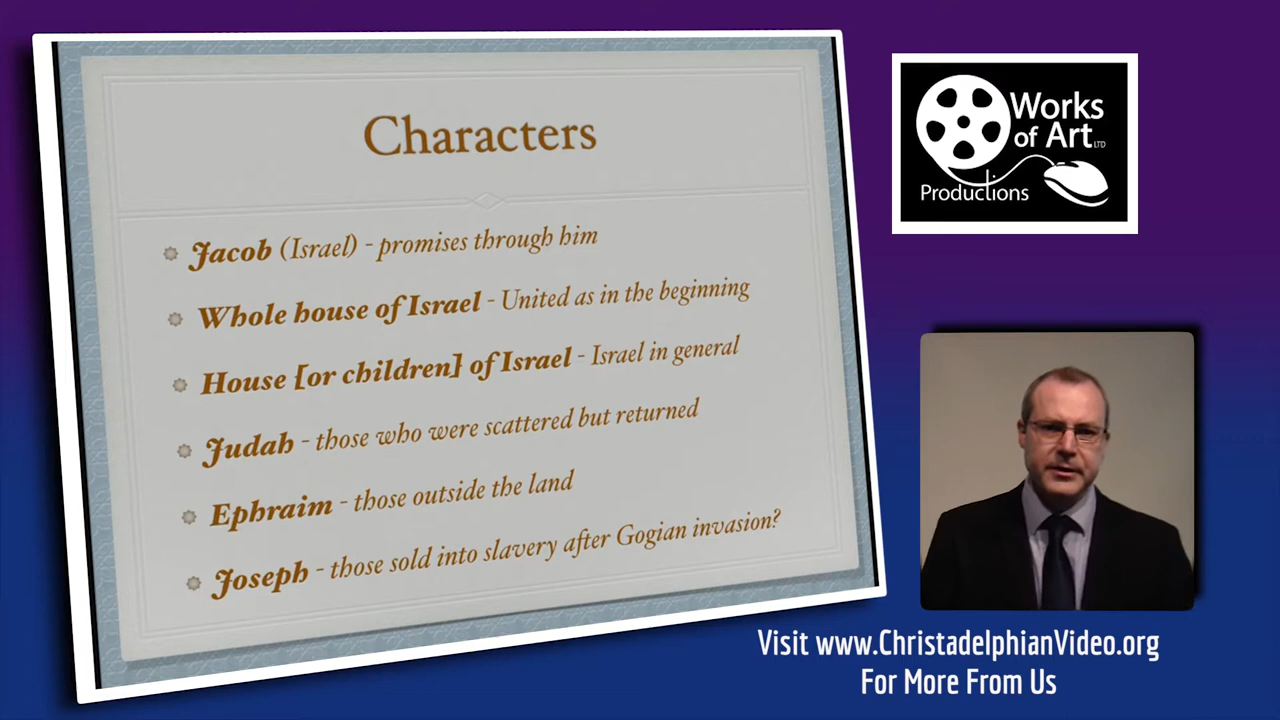 Characters
Jacob (Israel) - promises through him
Whole house of Israel - United as in the beginning
House [or children] of Israel - Israel in general
Judah - those who were scattered but returned
Ephraim - those outside the land
Joseph - those sold into slavery after Gogian invasion?
Works
of Art LTD
Productions
Visit www.ChristadelphianVideo.org
For More From Us